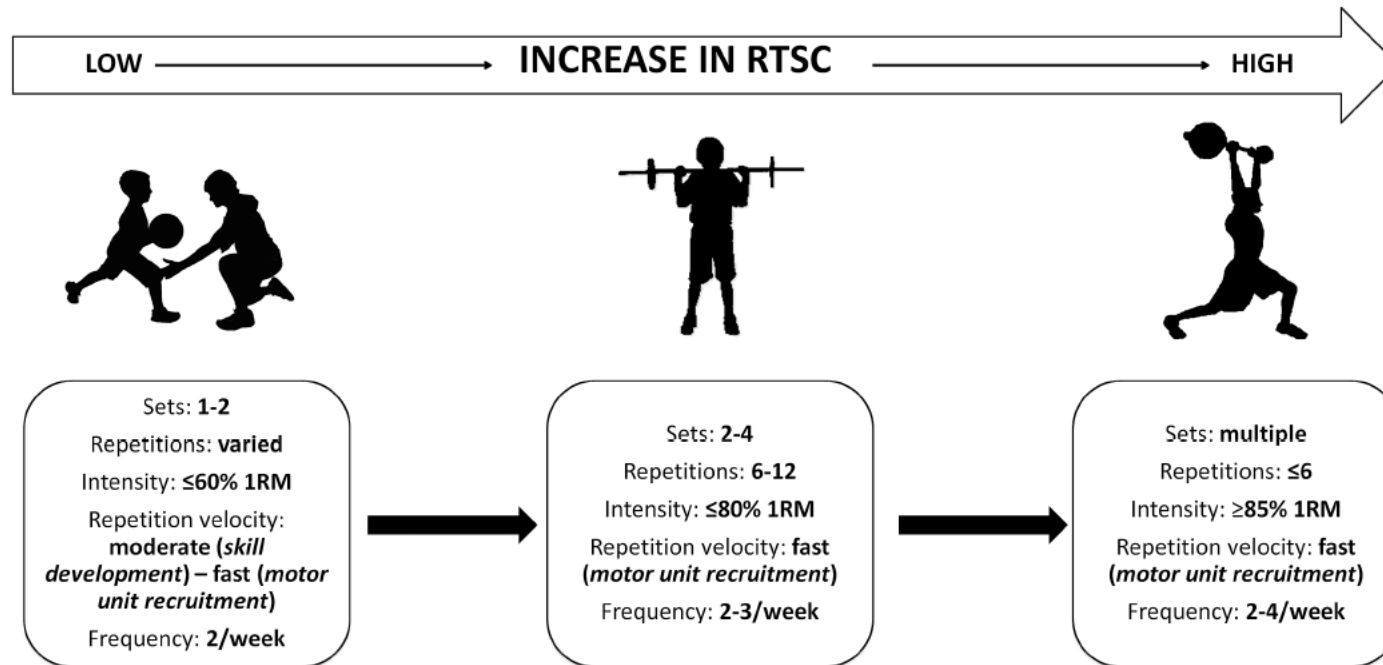 LOW INCREASE IN RTSC HIGH
Sets: 1-2
Repetitions: varied
Intensity: ≤60% 1RM
Repetition velocity:
moderate (skill
development) – fast (motor
unit recruitment)
Frequency: 2/week
Sets: 2-4
Repetitions: 6-12
Intensity: ≤80% 1RM
Repetition velocity: fast
(motor unit recruitment)
Frequency: 2-3/week
Sets: multiple
Repetitions: ≤6
Intensity: ≥85% 1RM
Repetition velocity: fast
(motor unit recruitment)
Frequency: 2-4/week